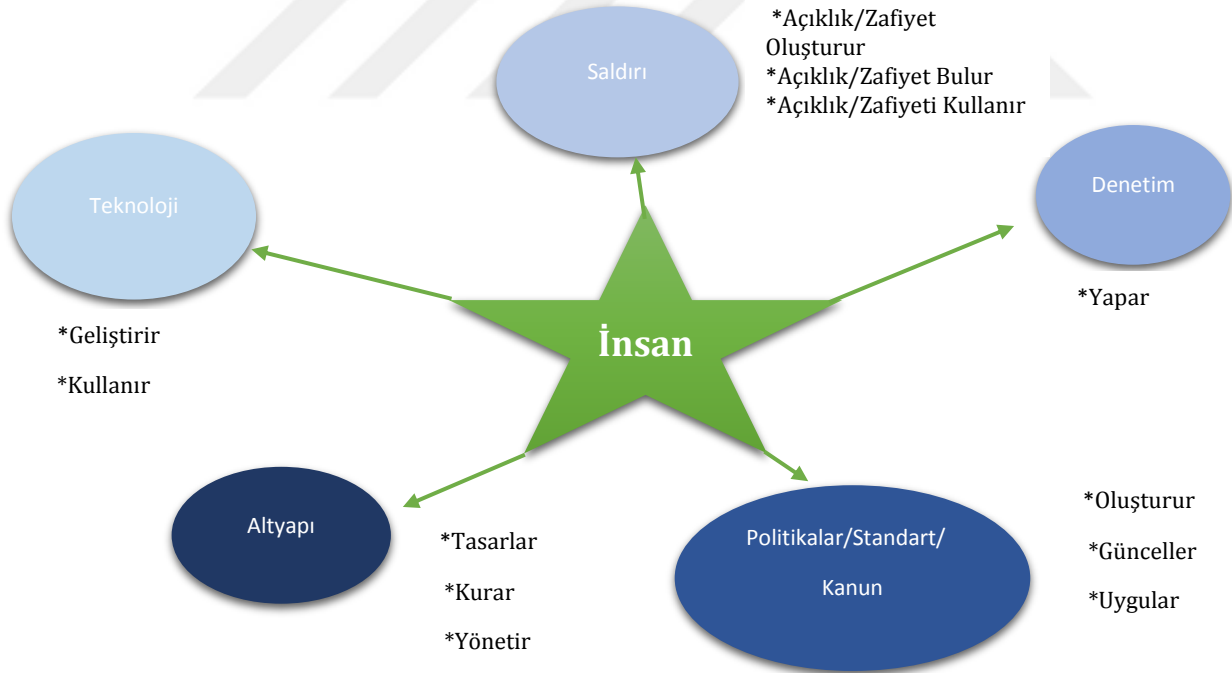 *Açıklık/Zafiyet
Oluşturur
*Açıklık/Zafiyet Bulur
*Açıklık/Zafiyeti Kullanır
Saldırı
Teknoloji
Denetim
*Geliştirir
*Kullanır
*Yapar
İnsan
Altyapı
*Tasarlar
*Kurar
*Yönetir
Politikalar/Standart/
Kanun
*Oluşturur
*Günceller
*Uygular